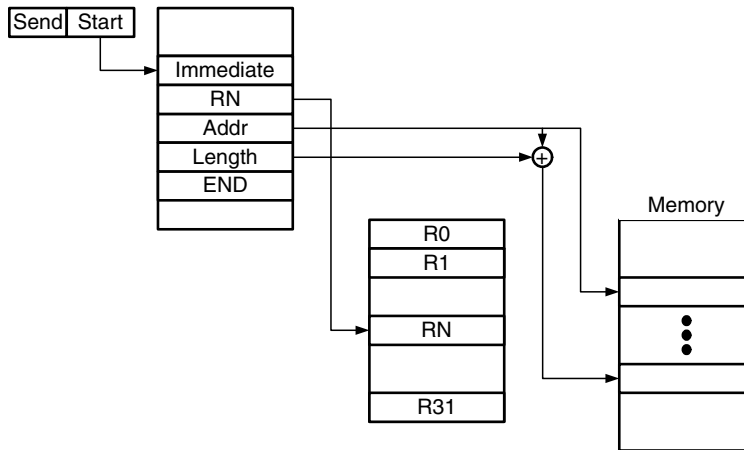 Send Start
Immediate
RN
Addr
Length
END
+
Memory
R0
R1
RN
R31